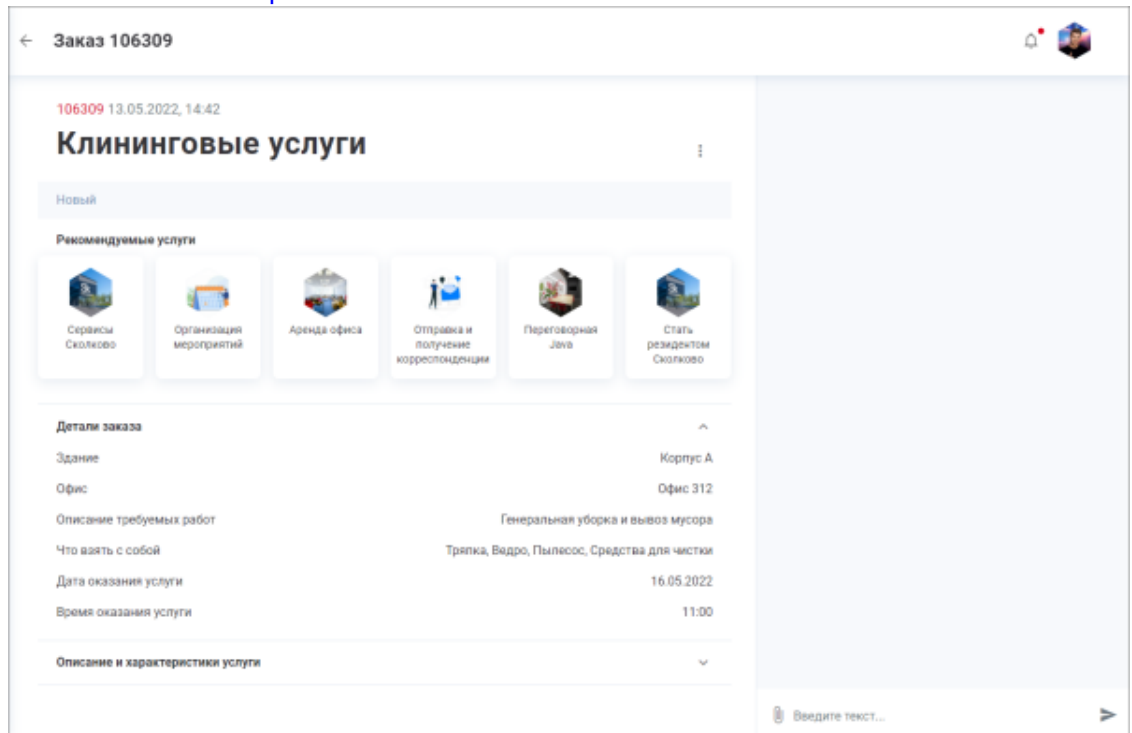 Заказ 106309
106309 13.05.2022, 14:42
Клининговые услуги
Новый
Рекомендуемые услуги
Сервисы
Сколково
Организация
мероприятий
Аренда офиса
Отправка и
получение
корреспонденции
Переговорная
Java
Стать
резидентом
Сколково
Детали заказа
Здание Корпус А
Офис Офис 312
Описание требуемых работ Генеральная уборка и вывоз мусора
Что взять с собой Тряпка, Ведро, Пылесос, Средства для чистки
Дата оказания услуги 16.05.2022
Время оказания услуги 11:00
Описание и характеристики услуги
Введите текст...